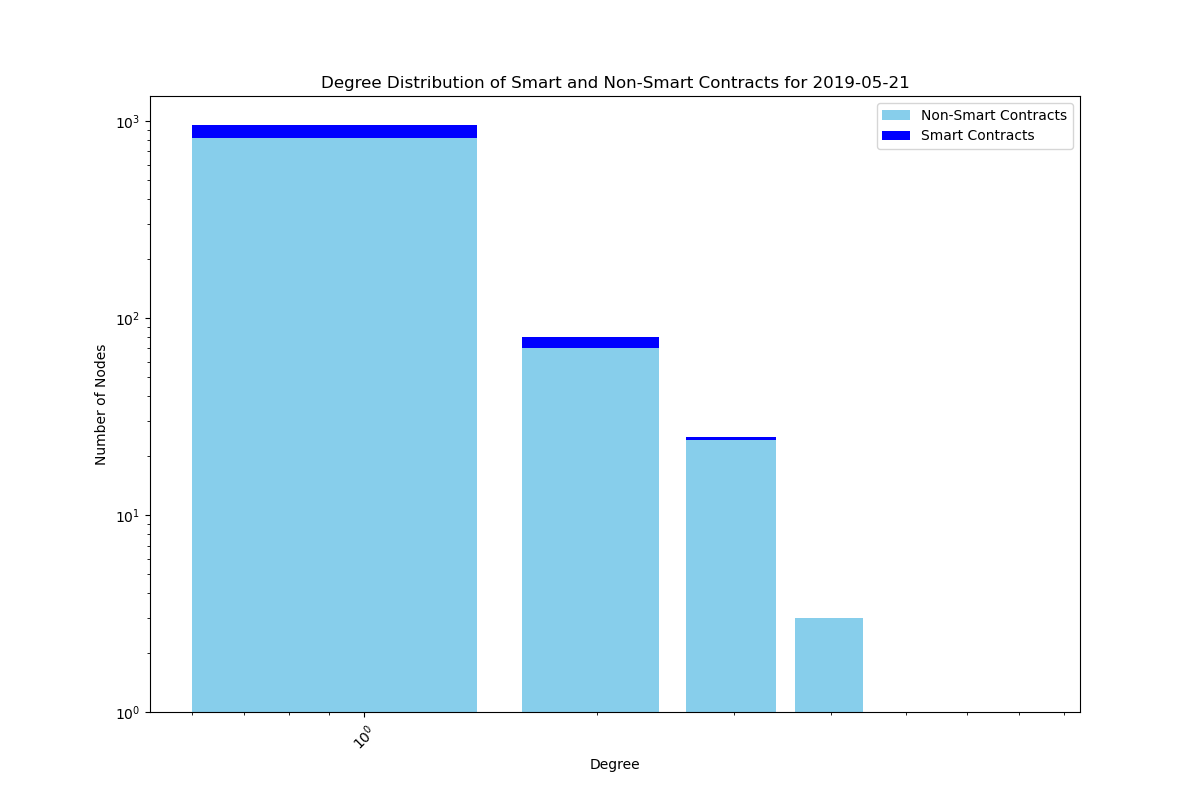 Degree Distribution of Smart and Non-Smart Contracts for 2019-05-21
Non-Smart Contracts
Smart Contracts
Number of Nodes
10³
10²
10¹
10⁰
10⁰
Degree